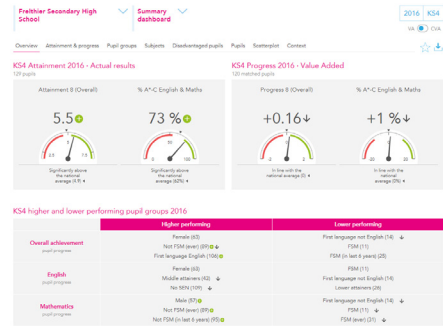 Frelthier Secondary High School
Summary dashboard
2016 KS4
VA CVA
Overview Attainment & progress Pupil groups Subjects Disadvantaged pupils Pupils Scatterplot Context
KS4 Attainment 2016 - Actual results
129 pupils
KS4 Progress 2016 - Value Added
120 matched pupils
Attainment 8 (Overall)
% A*-C English & Maths
Progress 8 (Overall)
% A*-C English & Maths
5.5
73 %
+0.16↓
+1 %↓
Significantly above the national average (4.9)
Significantly above the national average (62%)
In line with the national average (0)
In line with the national average (0%)
KS4 higher and lower performing pupil groups 2016
Higher performing Lower performing
Overall achievement
pupil progress
Female (63)
Not FSM (ever) (89) ↓
First language English (106)
First language not English (14) ↓
FSM (11)
FSM (in last 6 years) (25)
English
pupil progress
Female (63)
Middle attainers (42) ↓
No SEN (109) ↓
FSM (11)
First language not English (14)
Lower attainers (26)
Mathematics
pupil progress
Male (57)
Not FSM (ever) (89)
Not FSM (in last 6 years) (95)
First language not English (14) ↓
FSM (11) ↓
FSM (ever) (31) ↓